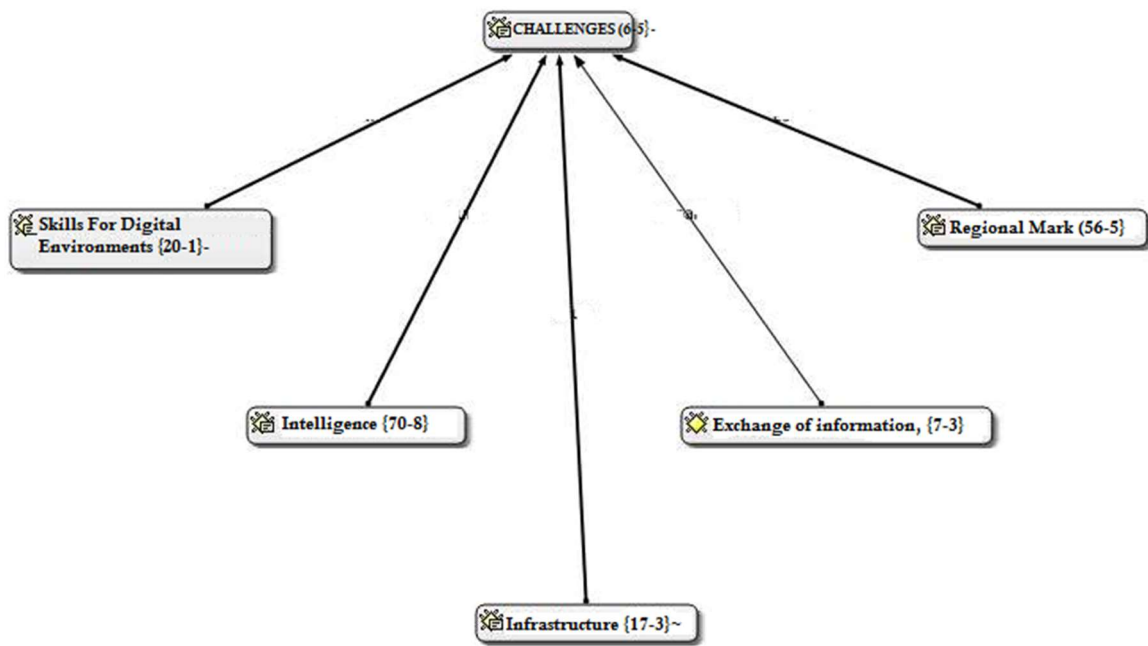 CHALLENGES (6-5}-
Skills For Digital
Environments {20-1}-
Regional Mark (56-5}
Intelligence {70-8}
Exchange of information, {7-3}
Infrastructure {17-3}~